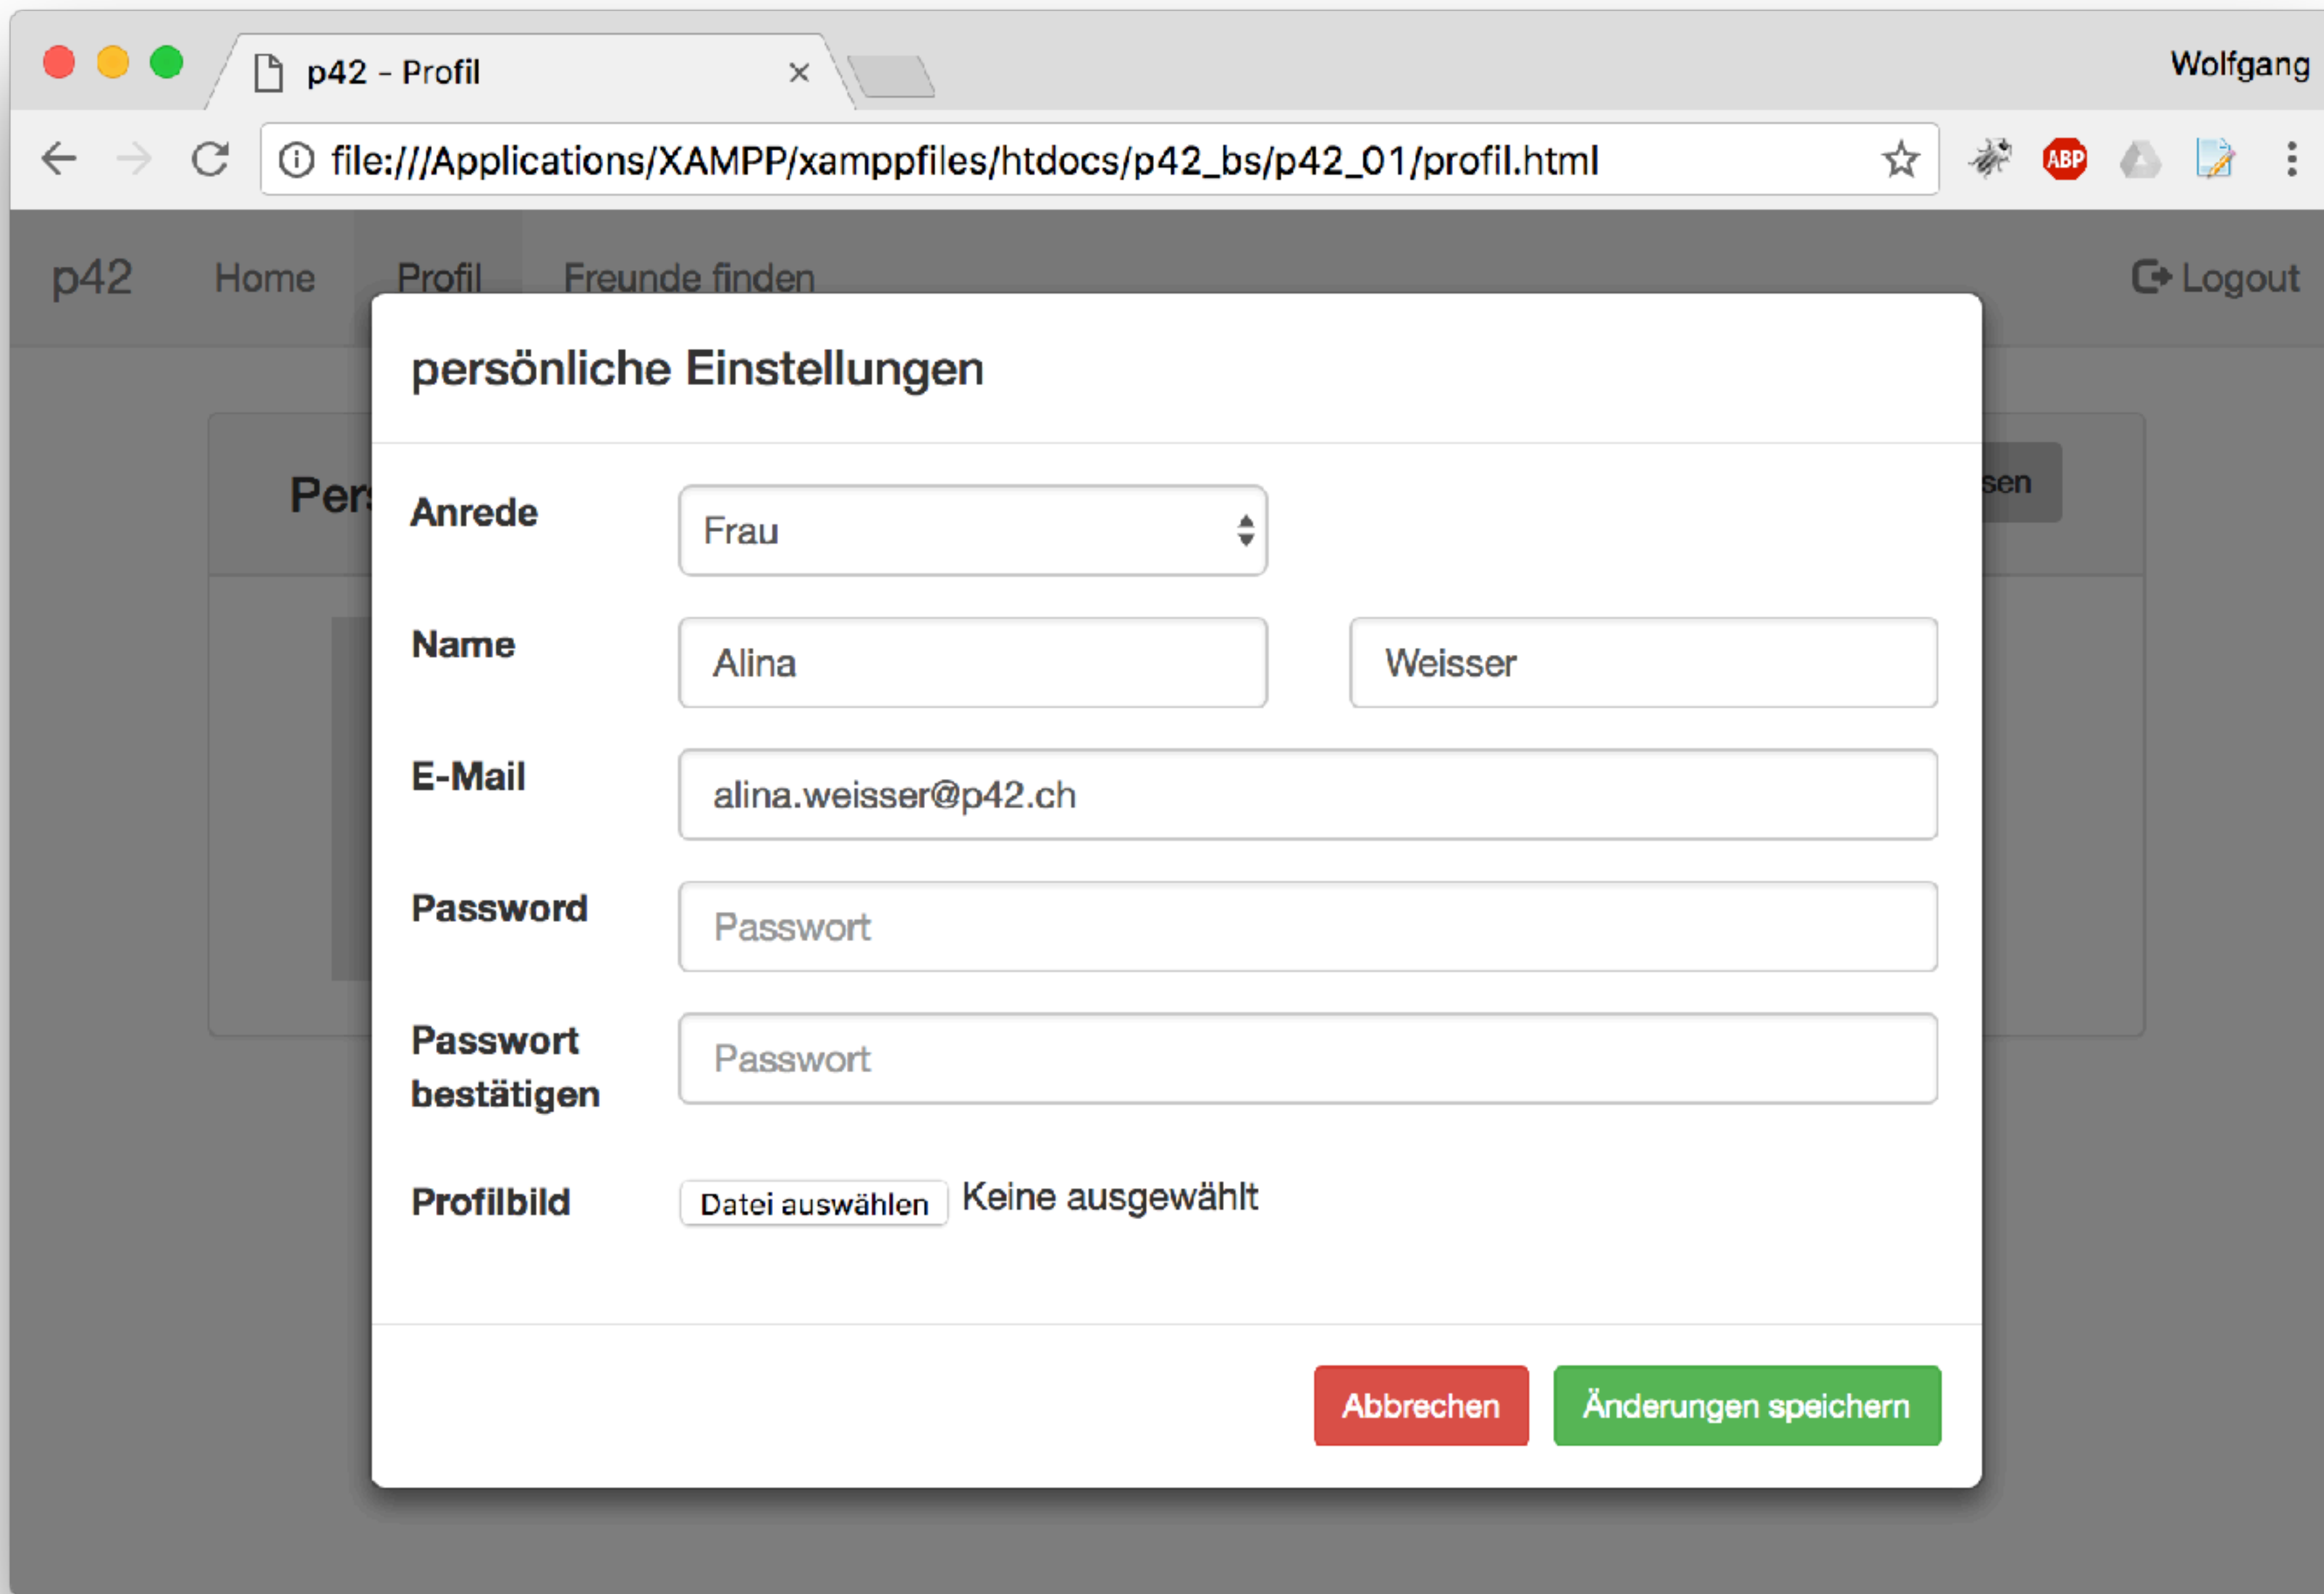 p42 - Profil
Wolfgang
file:///Applications/XAMPP/xamppfiles/htdocs/p42_bs/p42_01/profil.html
ABP
p42 Home Profil Freunde finden Logout
persönliche Einstellungen
Anrede Frau
Name Alina Weisser
E-Mail alina.weisser@p42.ch
Password Passwort
Passwort
bestätigen
Passwort
Profilbild Datei auswählen Keine ausgewählt
Abbrechen Änderungen speichern